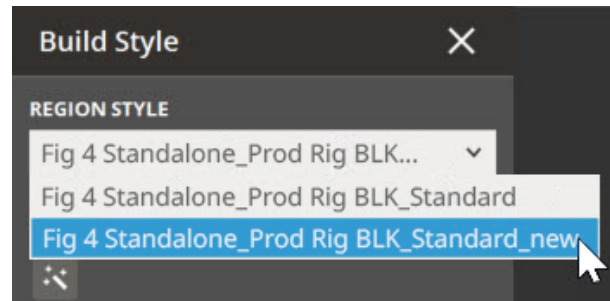 Build Style
REGION STYLE
Fig 4 Standalone_Prod Rig BLK...
Fig 4 Standalone_Prod Rig BLK_Standard
Fig 4 Standalone_Prod Rig BLK_Standard_new